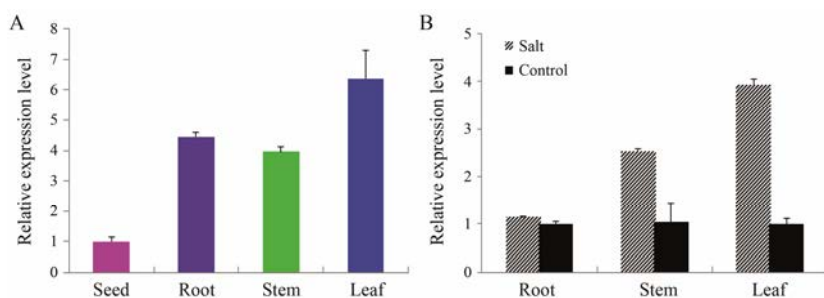 A
Relative expression level
8
7
6
5
4
3
2
1
0
Seed Root Stem Leaf
B
Relative expression level
5
4
3
2
1
0
Salt
Control
Root Stem Leaf